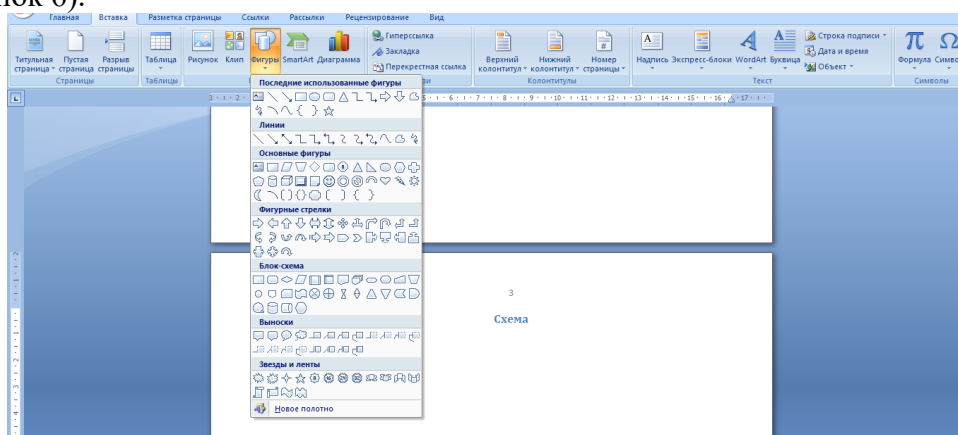 нок 6).
Главная Вставка Разметка страницы Ссылки Рассылки Рецензирование Вид
Титульная страница Пустая страница Разрыв страницы
Страницы
Таблица
Таблицы
Рисунок Клип Фигуры SmartArt Диаграмма
Гиперссылка
Закладка
Перекрестная ссылка
Верхний колонтитул Нижний колонтитул Номер страницы
Колонтитулы
Надпись Экспресс-блоки WordArt Буквица
Строка подписи
Дата и время
Объект
Текст
Формула
Символы
Последние использованные фигуры
Линии
Основные фигуры
Фигурные стрелки
Блок-схема
Выноски
Звезды и ленты
Новое полотно
3
Схема